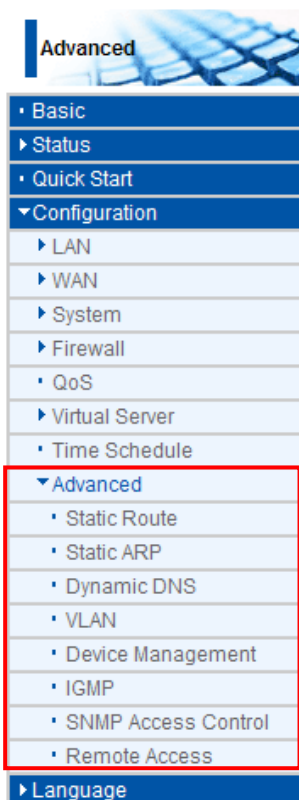 Advanced
Basic
Status
Quick Start
Configuration
LAN
WAN
System
Firewall
QoS
Virtual Server
Time Schedule
Advanced
Static Route
Static ARP
Dynamic DNS
VLAN
Device Management
IGMP
SNMP Access Control
Remote Access
Language